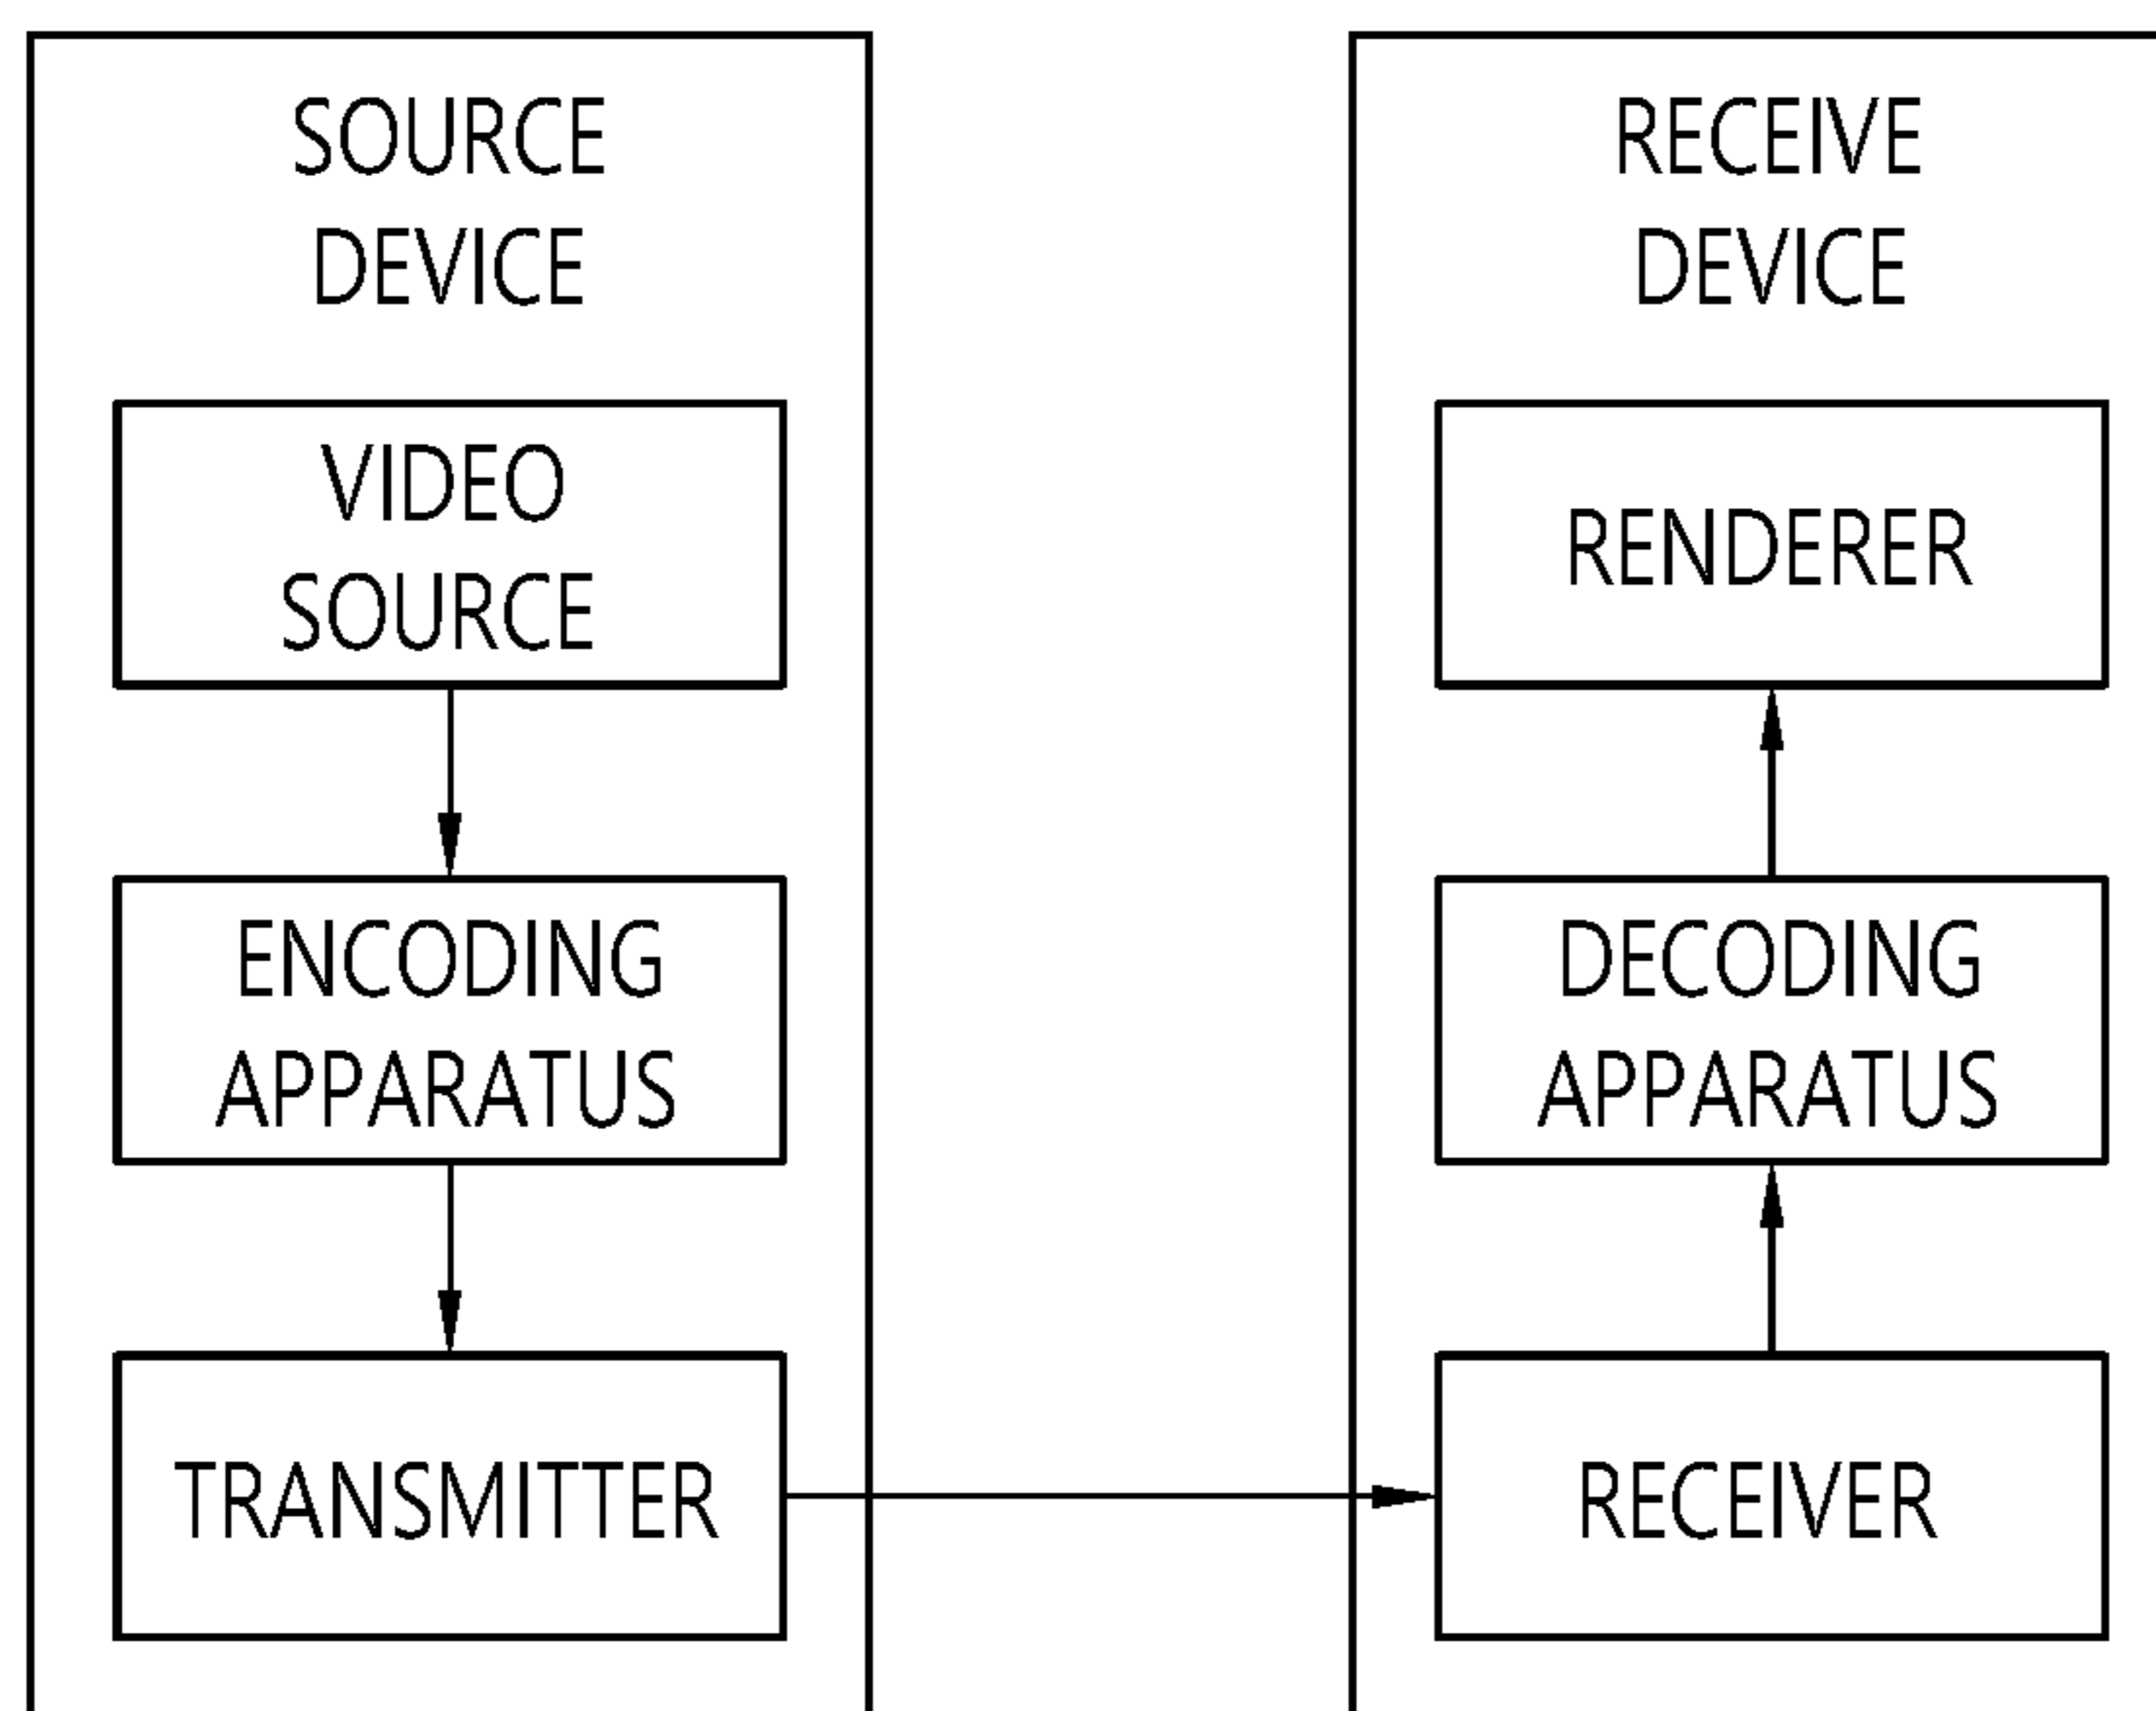 SOURCE
DEVICE
VIDEO
SOURCE
ENCODING
APPARATUS
TRANSMITTER
RECEIVE
DEVICE
RENDERER
DECODING
APPARATUS
RECEIVER